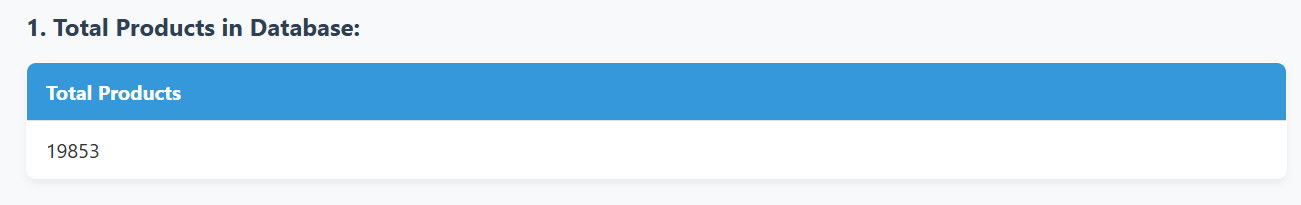 1. Total Products in Database:
Total Products
19853